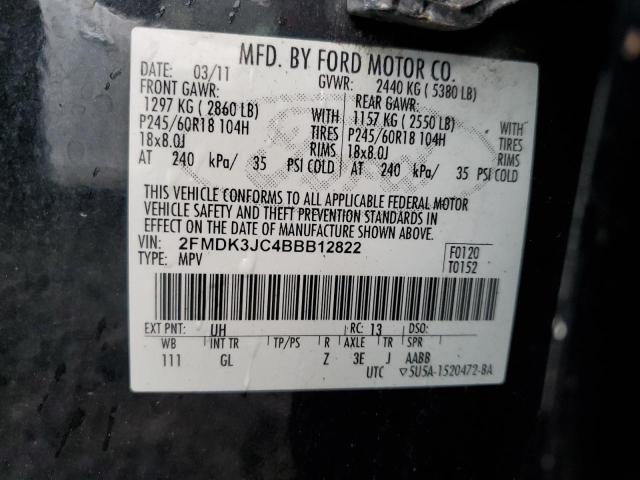 MFD. BY FORD MOTOR CO.
DATE: 03/11 GVWR: 2440 KG ( 5380 LB)
FRONT GAWR: REAR GAWR:
1297 KG ( 2860 LB) WITH 1157 KG ( 2550 LB) WITH
P245/60R18 104H TIRES P245/60R18 104H TIRES
18x8.0J RIMS 18x8.0J RIMS
AT 240 kPa/ 35 PSI COLD AT 240 kPa/ 35 PSI COLD
THIS VEHICLE CONFORMS TO ALL APPLICABLE FEDERAL MOTOR
VEHICLE SAFETY AND THEFT PREVENTION STANDARDS IN
EFFECT ON THE DATE OF MANUFACTURE SHOWN ABOVE.
VIN: 2FMDK3JC4BBB12822 F0120
TYPE: MPV T0152
EXT PNT: UH RC: 13 DSO:
WB INT TR TP/PS R AXLE TR SPR
111 GL Z 3E J AABB
UTC ▽5U5A-1520472-BA